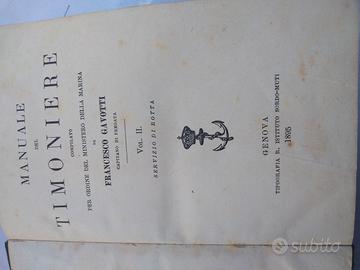 MANUALE
DEL
TIMONIERE
COMPILATO
PER ORDINE DEL MINISTERO DELLA MARINA
DA
FRANCESCO GAVOTTI
CAPITANO DI FREGATA
VOL. II.
SERVIZIO DI ROTTA
GENOVA
TIPOGRAFIA R. ISTITUTO SORDO-MUTI
1895
subito